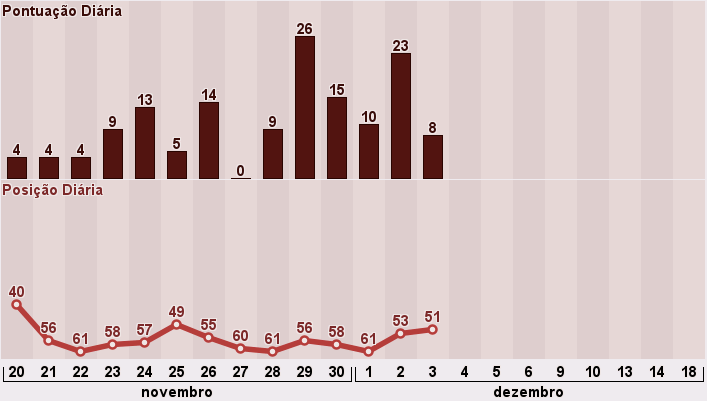 Pontuação Diária
4 4 4 9 13 5 14 0 9 26 15 10 23 8
Posição Diária
40 56 61 58 57 49 55 60 61 56 58 61 53 51
20 21 22 23 24 25 26 27 28 29 30 1 2 3 4 5 6 9 10 13 14 18
novembro dezembro